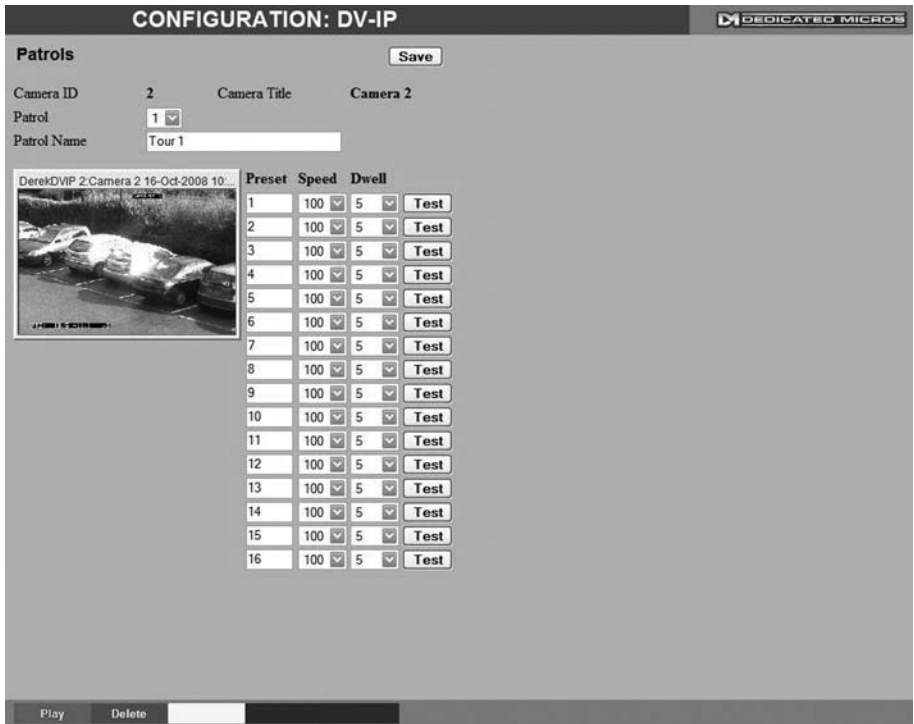 CONFIGURATION: DV-IP
DEDICATED MICROS
Patrols
Save
Camera ID 2 Camera Title Camera 2
Patrol 1
Patrol Name Tour 1
DerekDVIP 2:Camera 2 16-Oct-2008 10:...
Preset Speed Dwell
1 100 5 Test
2 100 5 Test
3 100 5 Test
4 100 5 Test
5 100 5 Test
6 100 5 Test
7 100 5 Test
8 100 5 Test
9 100 5 Test
10 100 5 Test
11 100 5 Test
12 100 5 Test
13 100 5 Test
14 100 5 Test
15 100 5 Test
16 100 5 Test
Play Delete